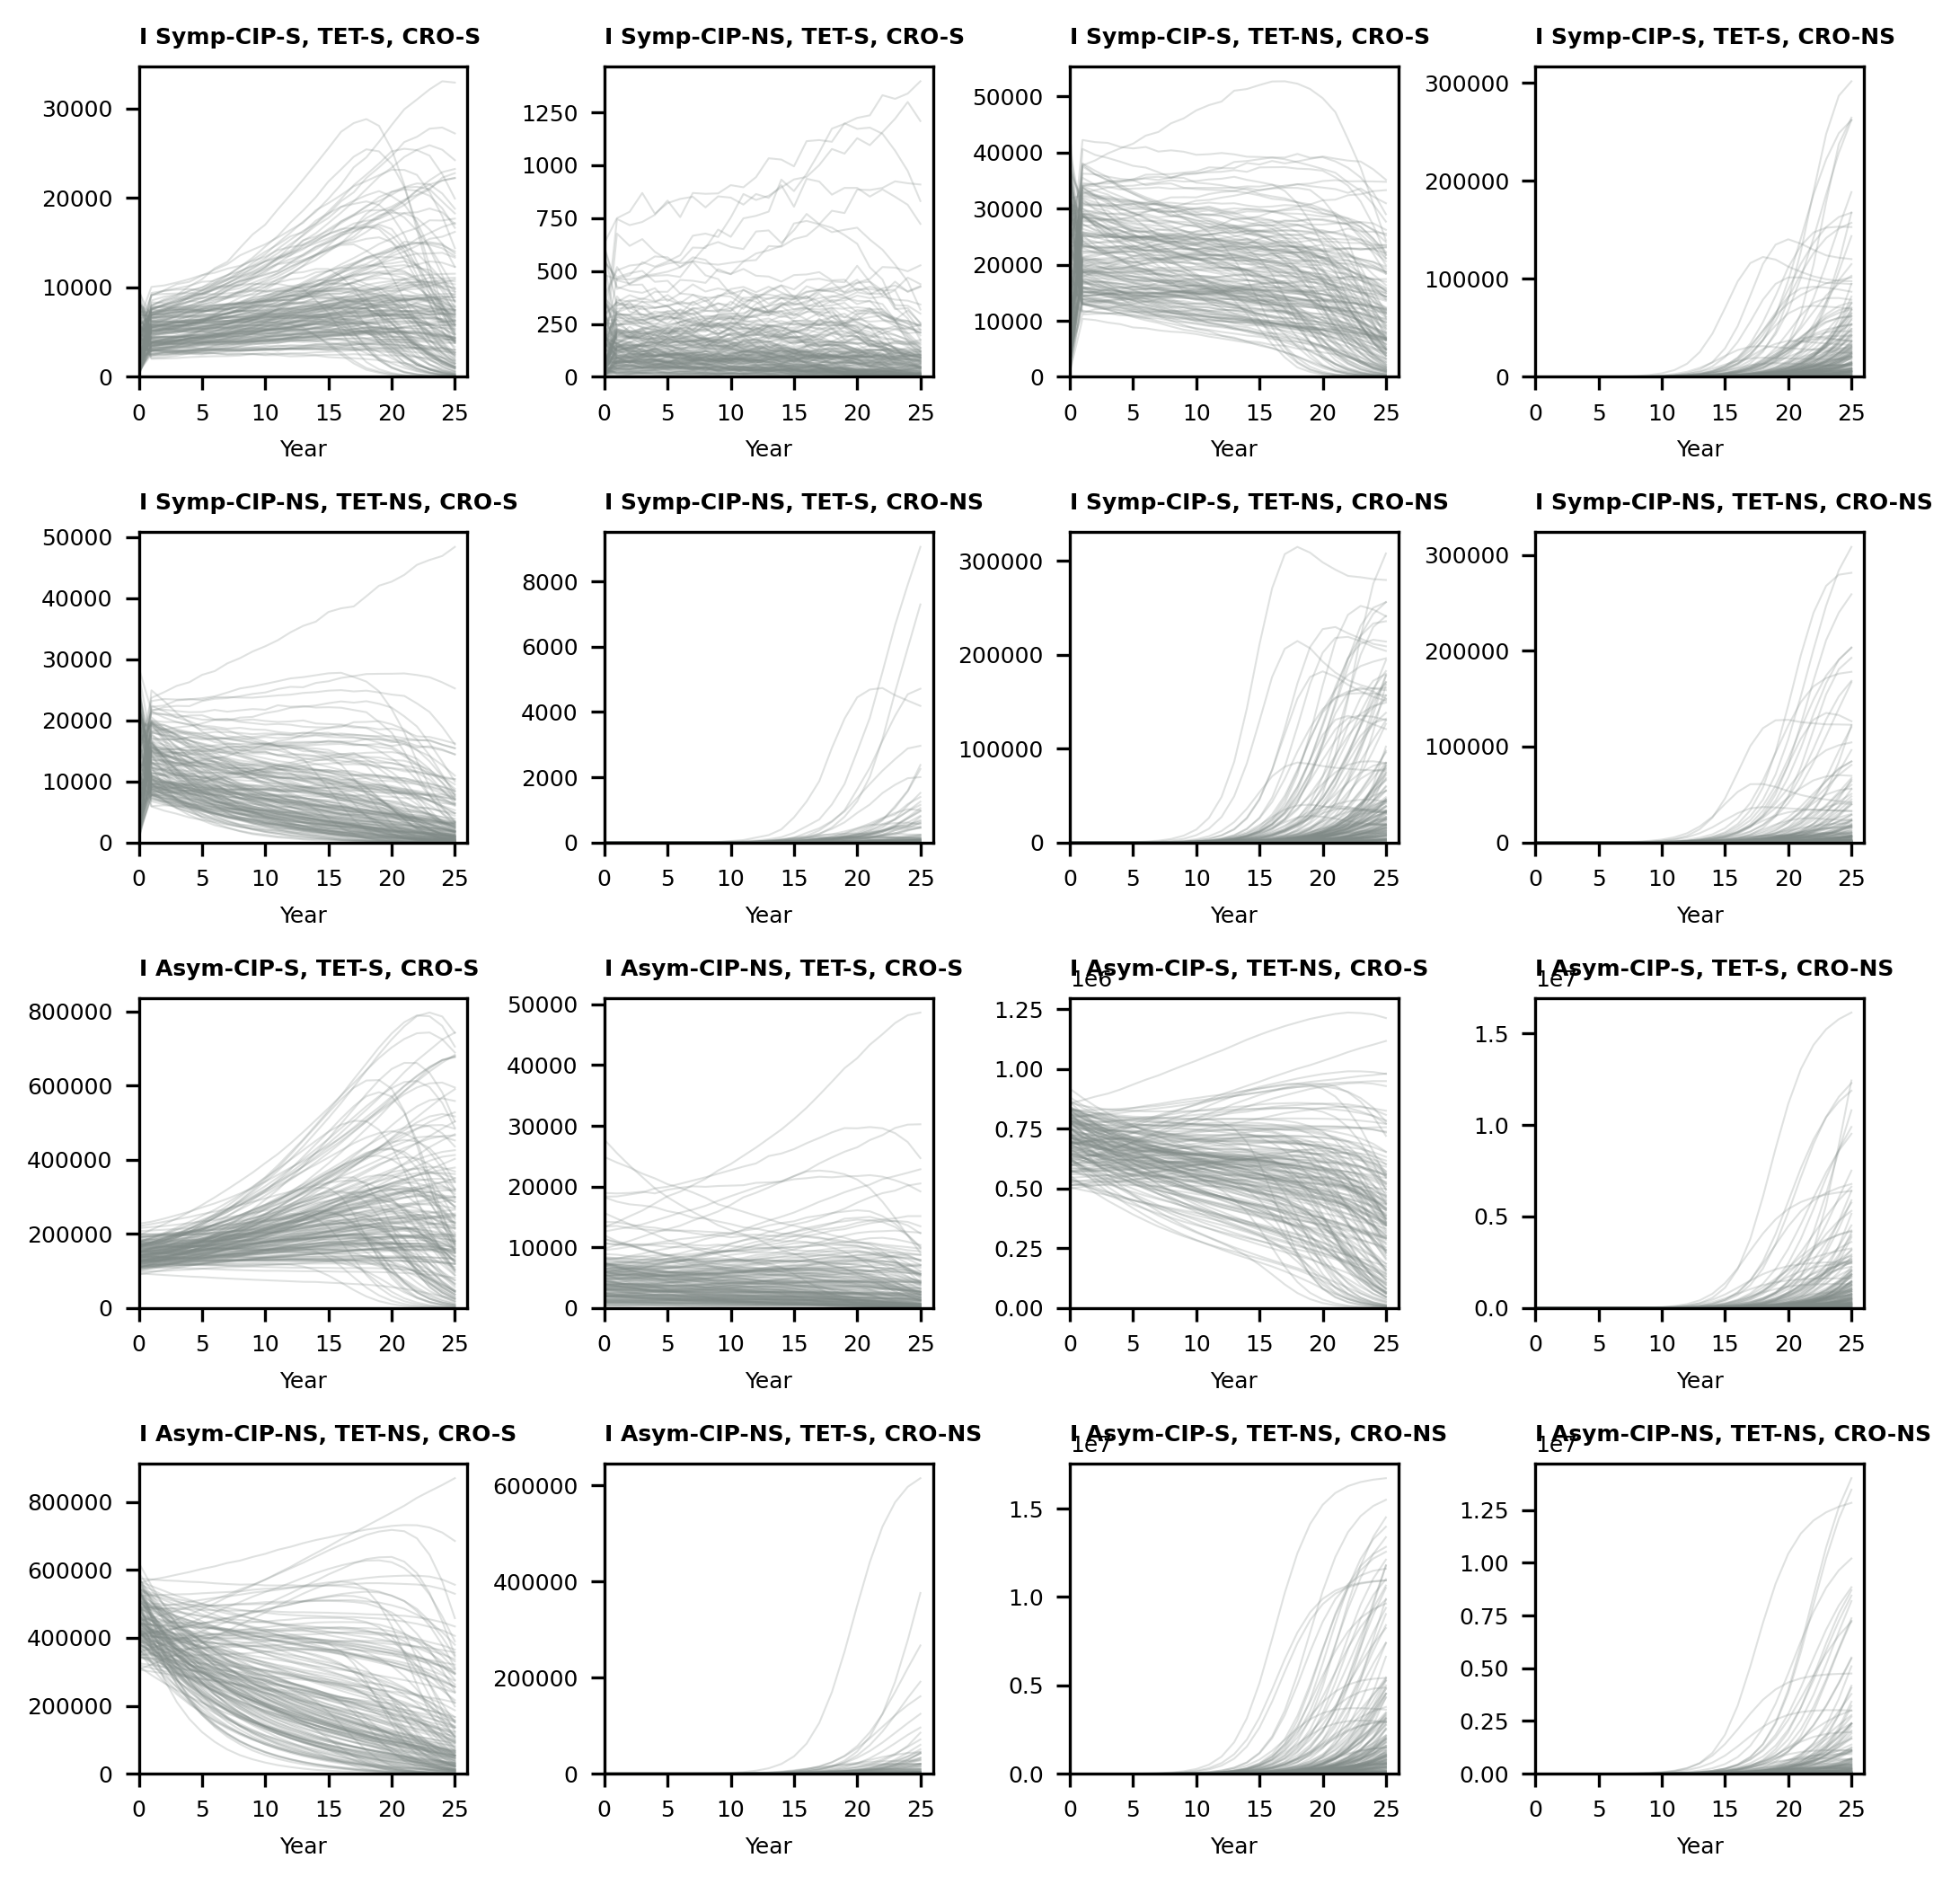 I Symp-CIP-S, TET-S, CRO-S
30000
20000
10000
0
0 5 10 15 20 25
Year
I Symp-CIP-NS, TET-S, CRO-S
1250
1000
750
500
250
0
0 5 10 15 20 25
Year
I Symp-CIP-S, TET-NS, CRO-S
50000
40000
30000
20000
10000
0
0 5 10 15 20 25
Year
I Symp-CIP-S, TET-S, CRO-NS
300000
200000
100000
0
0 5 10 15 20 25
Year
I Symp-CIP-NS, TET-NS, CRO-S
50000
40000
30000
20000
10000
0
0 5 10 15 20 25
Year
I Symp-CIP-NS, TET-S, CRO-NS
8000
6000
4000
2000
0
0 5 10 15 20 25
Year
I Symp-CIP-S, TET-NS, CRO-NS
300000
200000
100000
0
0 5 10 15 20 25
Year
I Symp-CIP-NS, TET-NS, CRO-NS
300000
200000
100000
0
0 5 10 15 20 25
Year
I Asym-CIP-S, TET-S, CRO-S
800000
600000
400000
200000
0
0 5 10 15 20 25
Year
I Asym-CIP-NS, TET-S, CRO-S
50000
40000
30000
20000
10000
0
0 5 10 15 20 25
Year
I Asym-CIP-S, TET-NS, CRO-S
1e6
1.25
1.00
0.75
0.50
0.25
0.00
0 5 10 15 20 25
Year
I Asym-CIP-S, TET-S, CRO-NS
1e7
1.5
1.0
0.5
0.0
0 5 10 15 20 25
Year
I Asym-CIP-NS, TET-NS, CRO-S
800000
600000
400000
200000
0
0 5 10 15 20 25
Year
I Asym-CIP-NS, TET-S, CRO-NS
600000
400000
200000
0
0 5 10 15 20 25
Year
I Asym-CIP-S, TET-NS, CRO-NS
1e7
1.5
1.0
0.5
0.0
0 5 10 15 20 25
Year
I Asym-CIP-NS, TET-NS, CRO-NS
1e7
1.25
1.00
0.75
0.50
0.25
0.00
0 5 10 15 20 25
Year